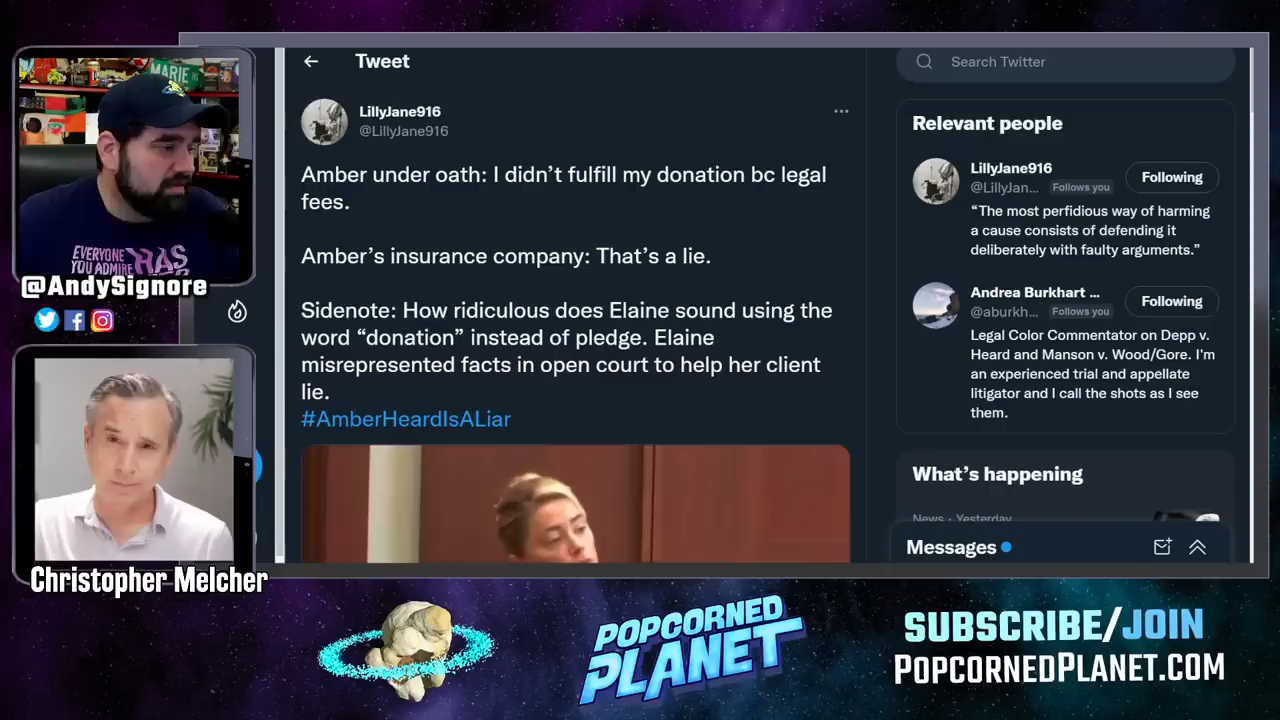 MARIE
EVERYONE
YOU ADMIRE
HAS
@AndySignore
Christopher Melcher
Tweet
LillyJane916
@LillyJane916
Amber under oath: I didn’t fulfill my donation bc legal
fees.
Amber’s insurance company: That’s a lie.
Sidenote: How ridiculous does Elaine sound using the
word “donation” instead of pledge. Elaine
misrepresented facts in open court to help her client
lie.
#AmberHeardIsALiar
Search Twitter
Relevant people
LillyJane916
@LillyJan... Follows you
Following
“The most perfidious way of harming
a cause consists of defending it
deliberately with faulty arguments.”
Andrea Burkhart ...
@aburkh... Follows you
Following
Legal Color Commentator on Depp v.
Heard and Manson v. Wood/Gore. I'm
an experienced trial and appellate
litigator and I call the shots as I see
them.
What’s happening
News · Yesterday
Messages
POPCORNED
PLANET
SUBSCRIBE/JOIN
POPCORNEDPLANET.COM